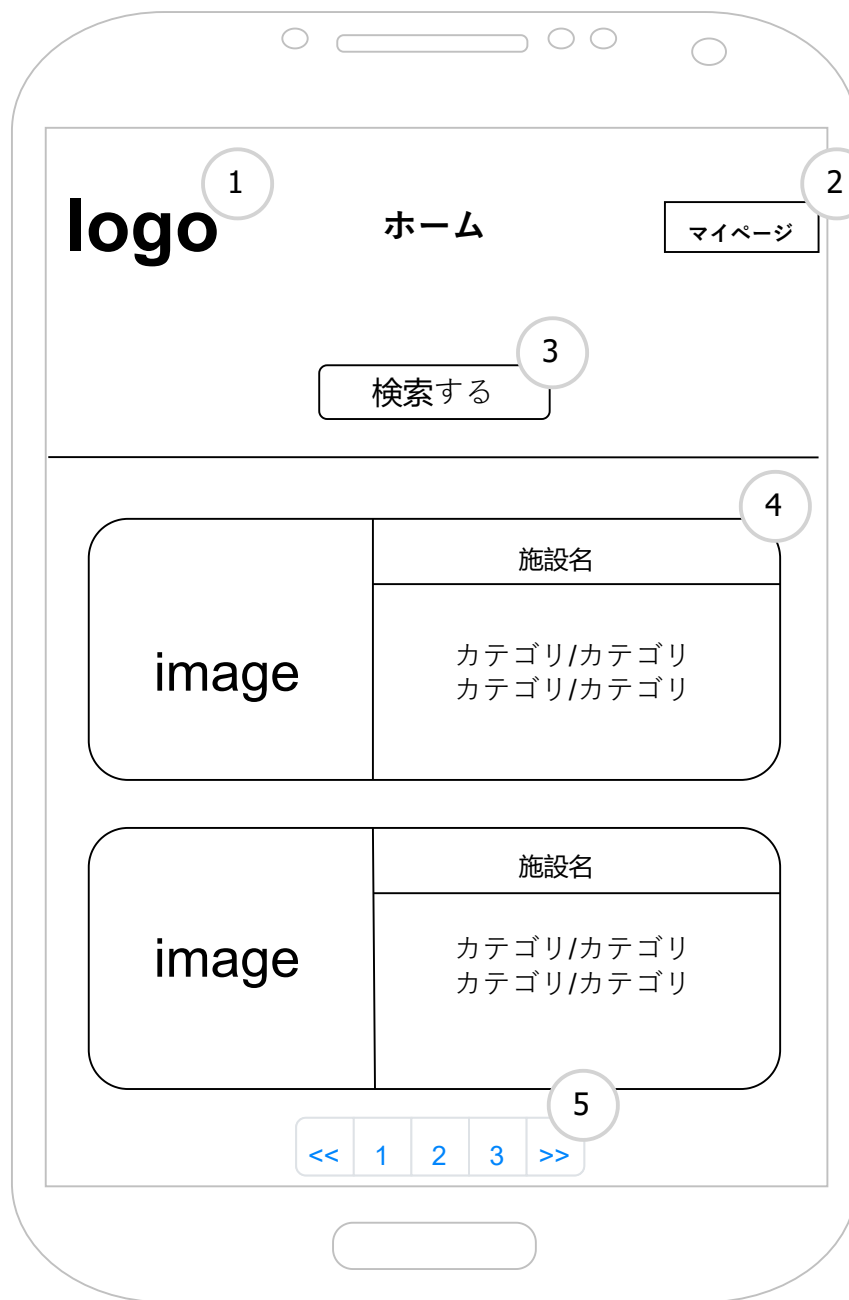 1
2
logo
ホーム
マイページ
3
検索する
4
施設名
image
カテゴリ/カテゴリ
カテゴリ/カテゴリ
施設名
image
カテゴリ/カテゴリ
カテゴリ/カテゴリ
5
<< 1 2 3 >>